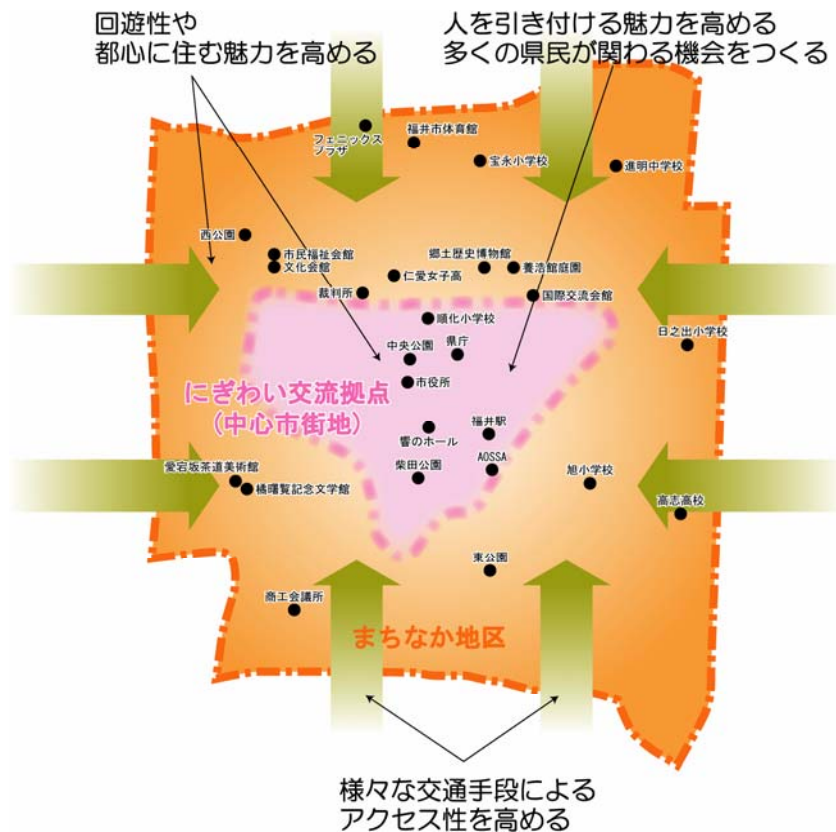 回遊性や
都心に住む魅力を高める
人を引き付ける魅力を高める
多くの県民が関わる機会をつくる
フェニックス
プラザ
福井市体育館
宝永小学校
進明中学校
西公園
市民福祉会館
文化会館
郷土歴史博物館
養浩館庭園
仁愛女子高
裁判所
国際交流会館
順化小学校
日之出小学校
中央公園
県庁
市役所
にぎわい交流拠点
(中心市街地)
福井駅
響のホール
AOSSA
柴田公園
愛宕坂茶道美術館
橘曙覧記念文学館
旭小学校
高志高校
東公園
商工会議所
まちなか地区
様々な交通手段による
アクセス性を高める